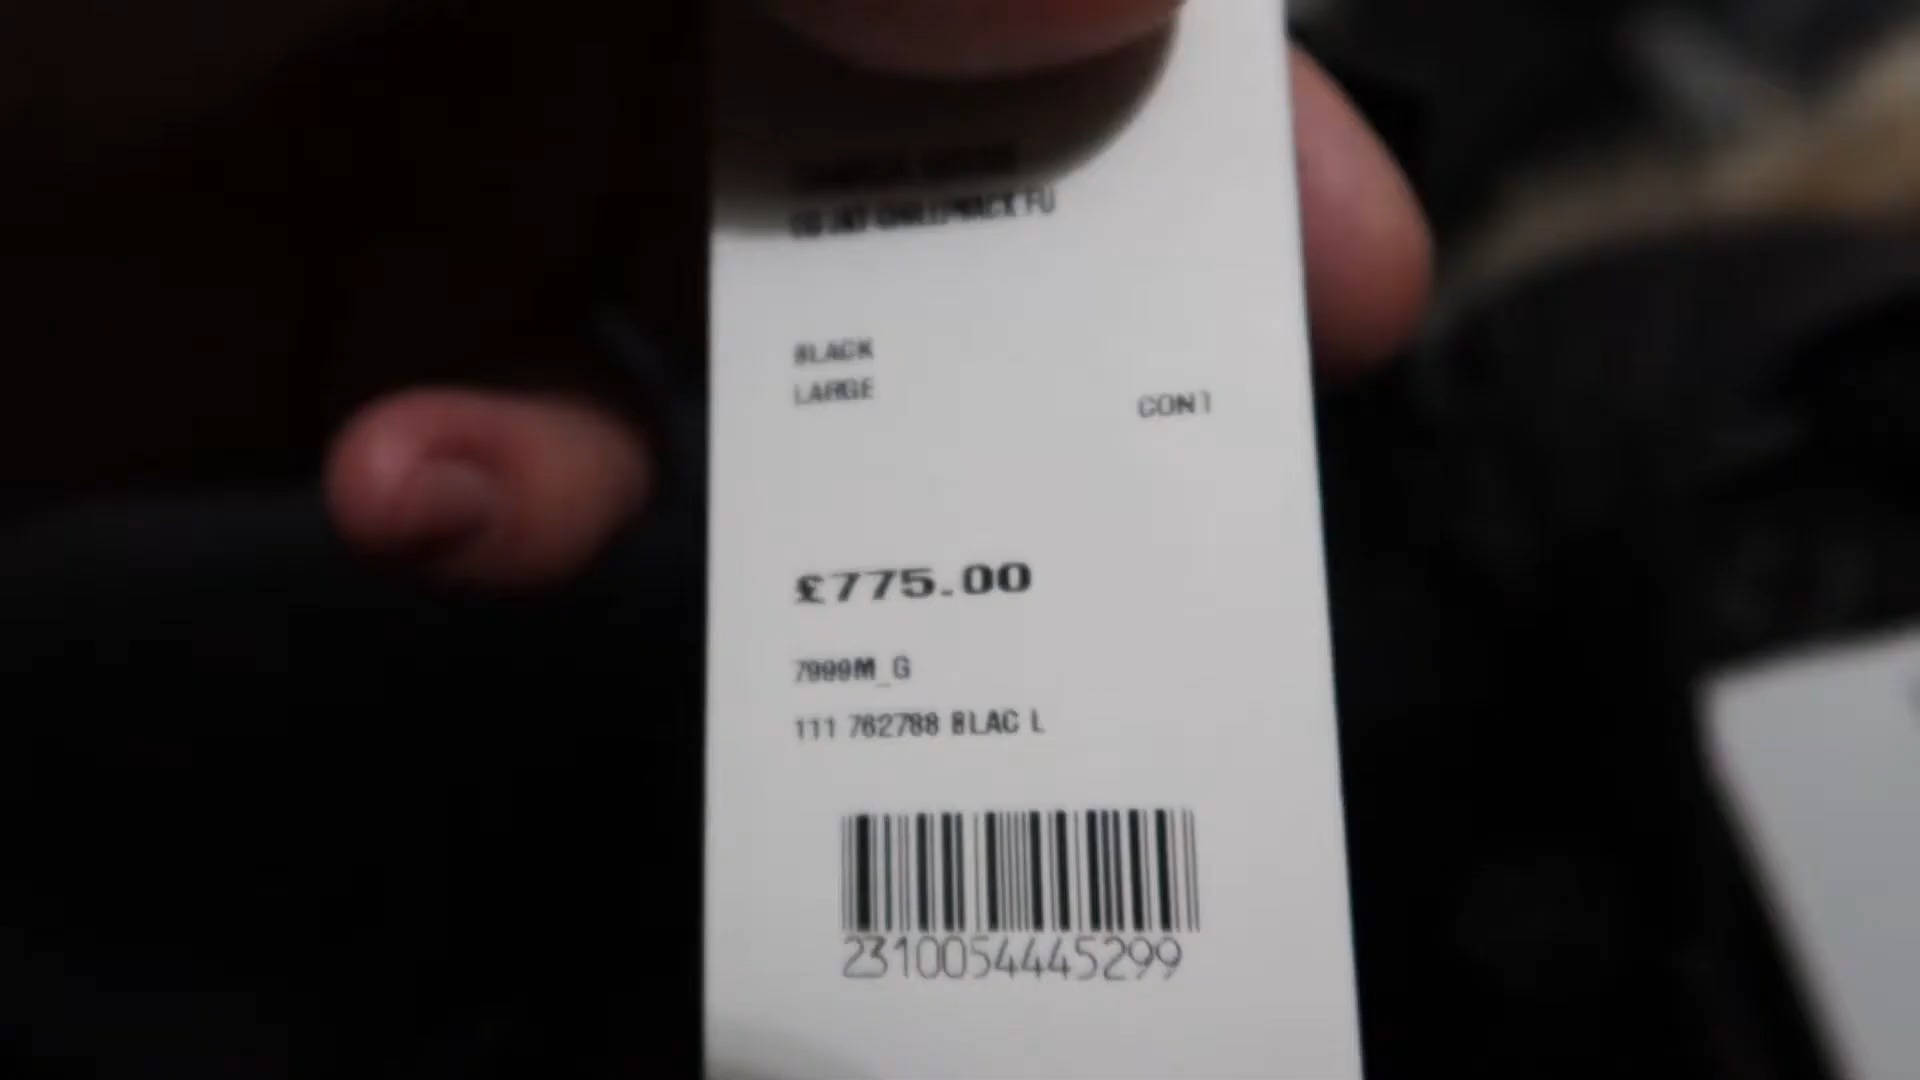 BLACK
LARGE
CONT
£775.00
7999M_G
111 762788 BLAC L
2310054445299